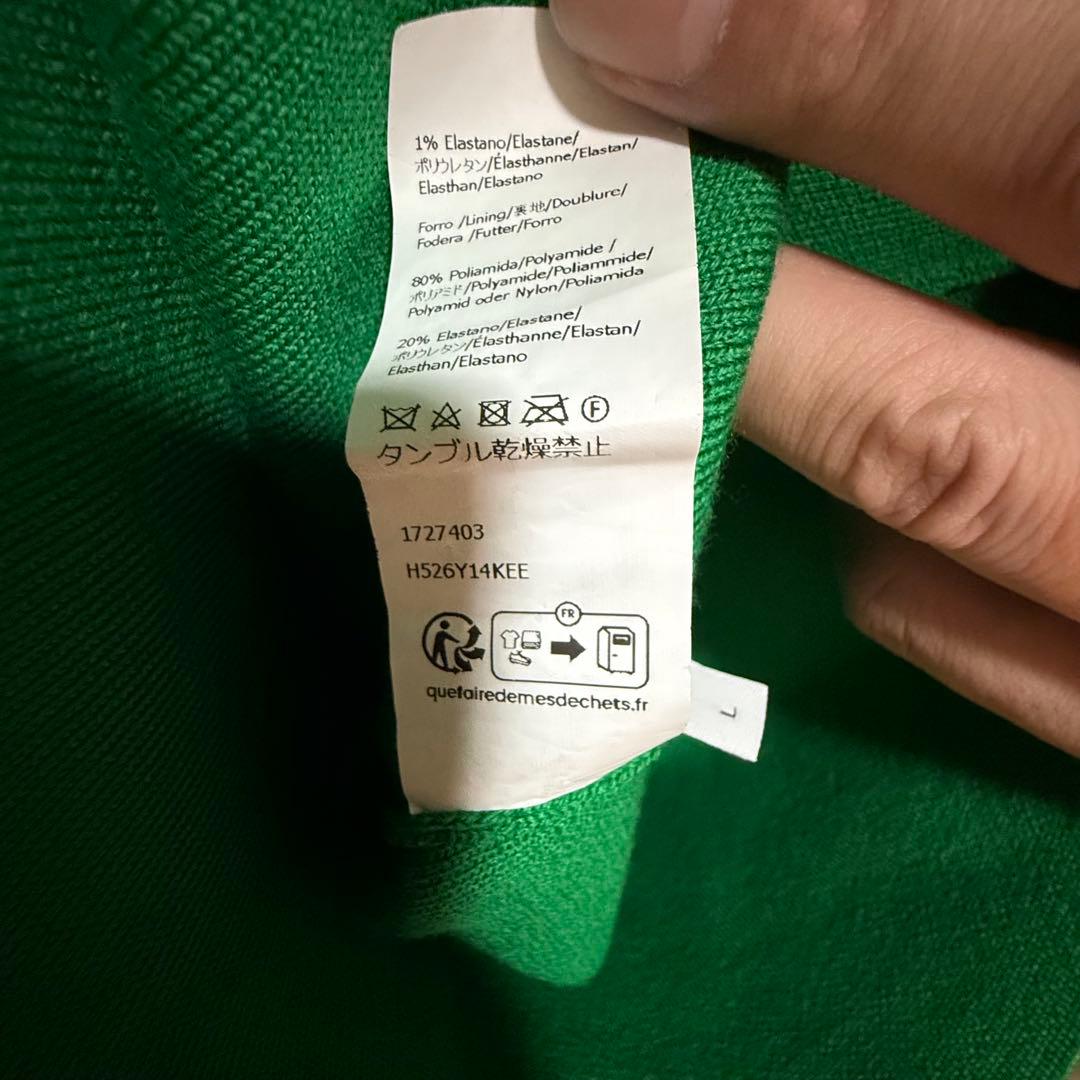 1% Elastano/Elastane/
ポリウレタン/Élasthanne/Elastan/
Elasthan/Elastano
Forro /Lining/裏地/Doublure/
Fodera /Futter/Forro
80% Poliamida/Polyamide /
ポリアミド/Polyamide/Poliammide/
Polyamid oder Nylon/Poliamida
20% Elastano/Elastane/
ポリウレタン/Élasthanne/Elastan/
Elasthan/Elastano
F
タンブル乾燥禁止
1727403
H526Y14KEE
FR
quefairedemesdechets.fr
L